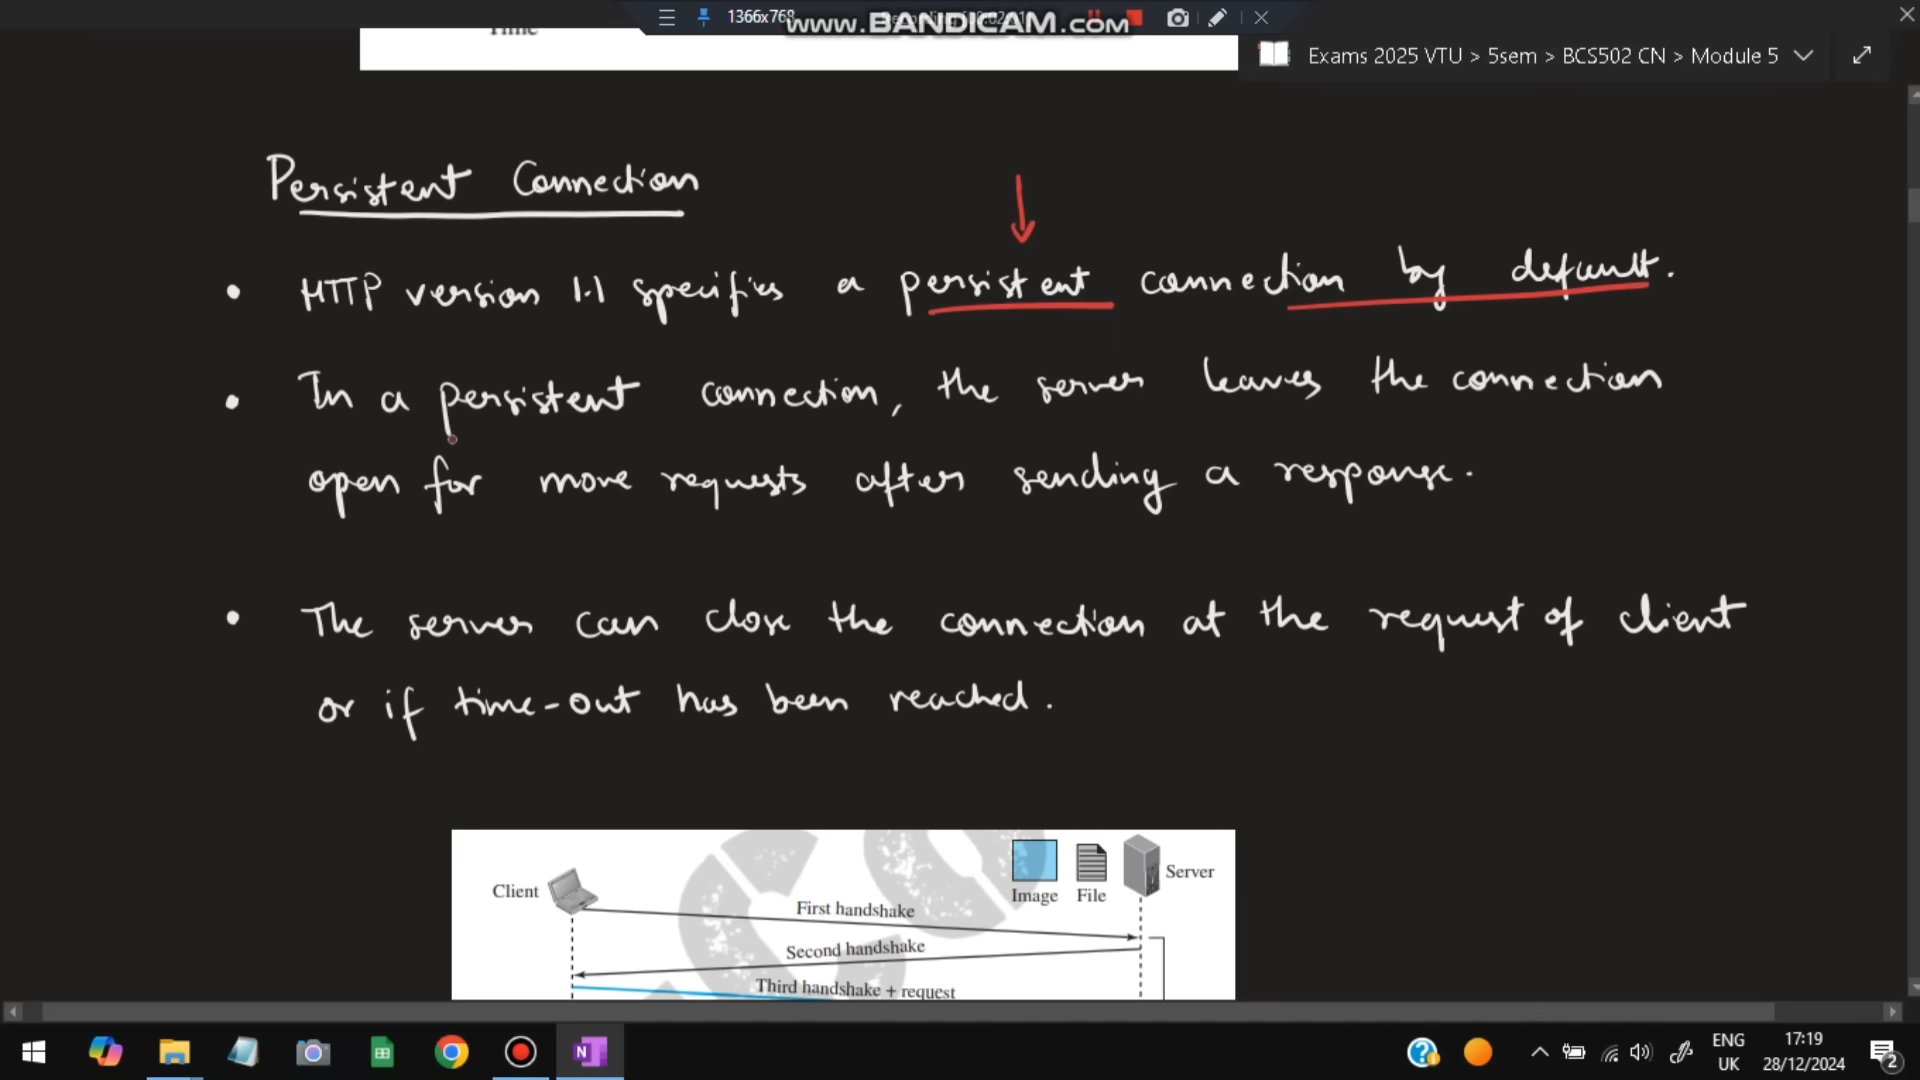 1366x768
www.BANDICAM.com
Time
Exams 2025 VTU > 5sem > BCS502 CN > Module 5
Persistent Connection
• HTTP version 1.1 specifies a persistent connection by default.
• In a persistent connection, the server leaves the connection
open for more requests after sending a response.
• The server can close the connection at the request of client
or if time-out has been reached.
Client
Image
File
Server
First handshake
Second handshake
Third handshake + request
N
ENG
UK
17:19
28/12/2024
2